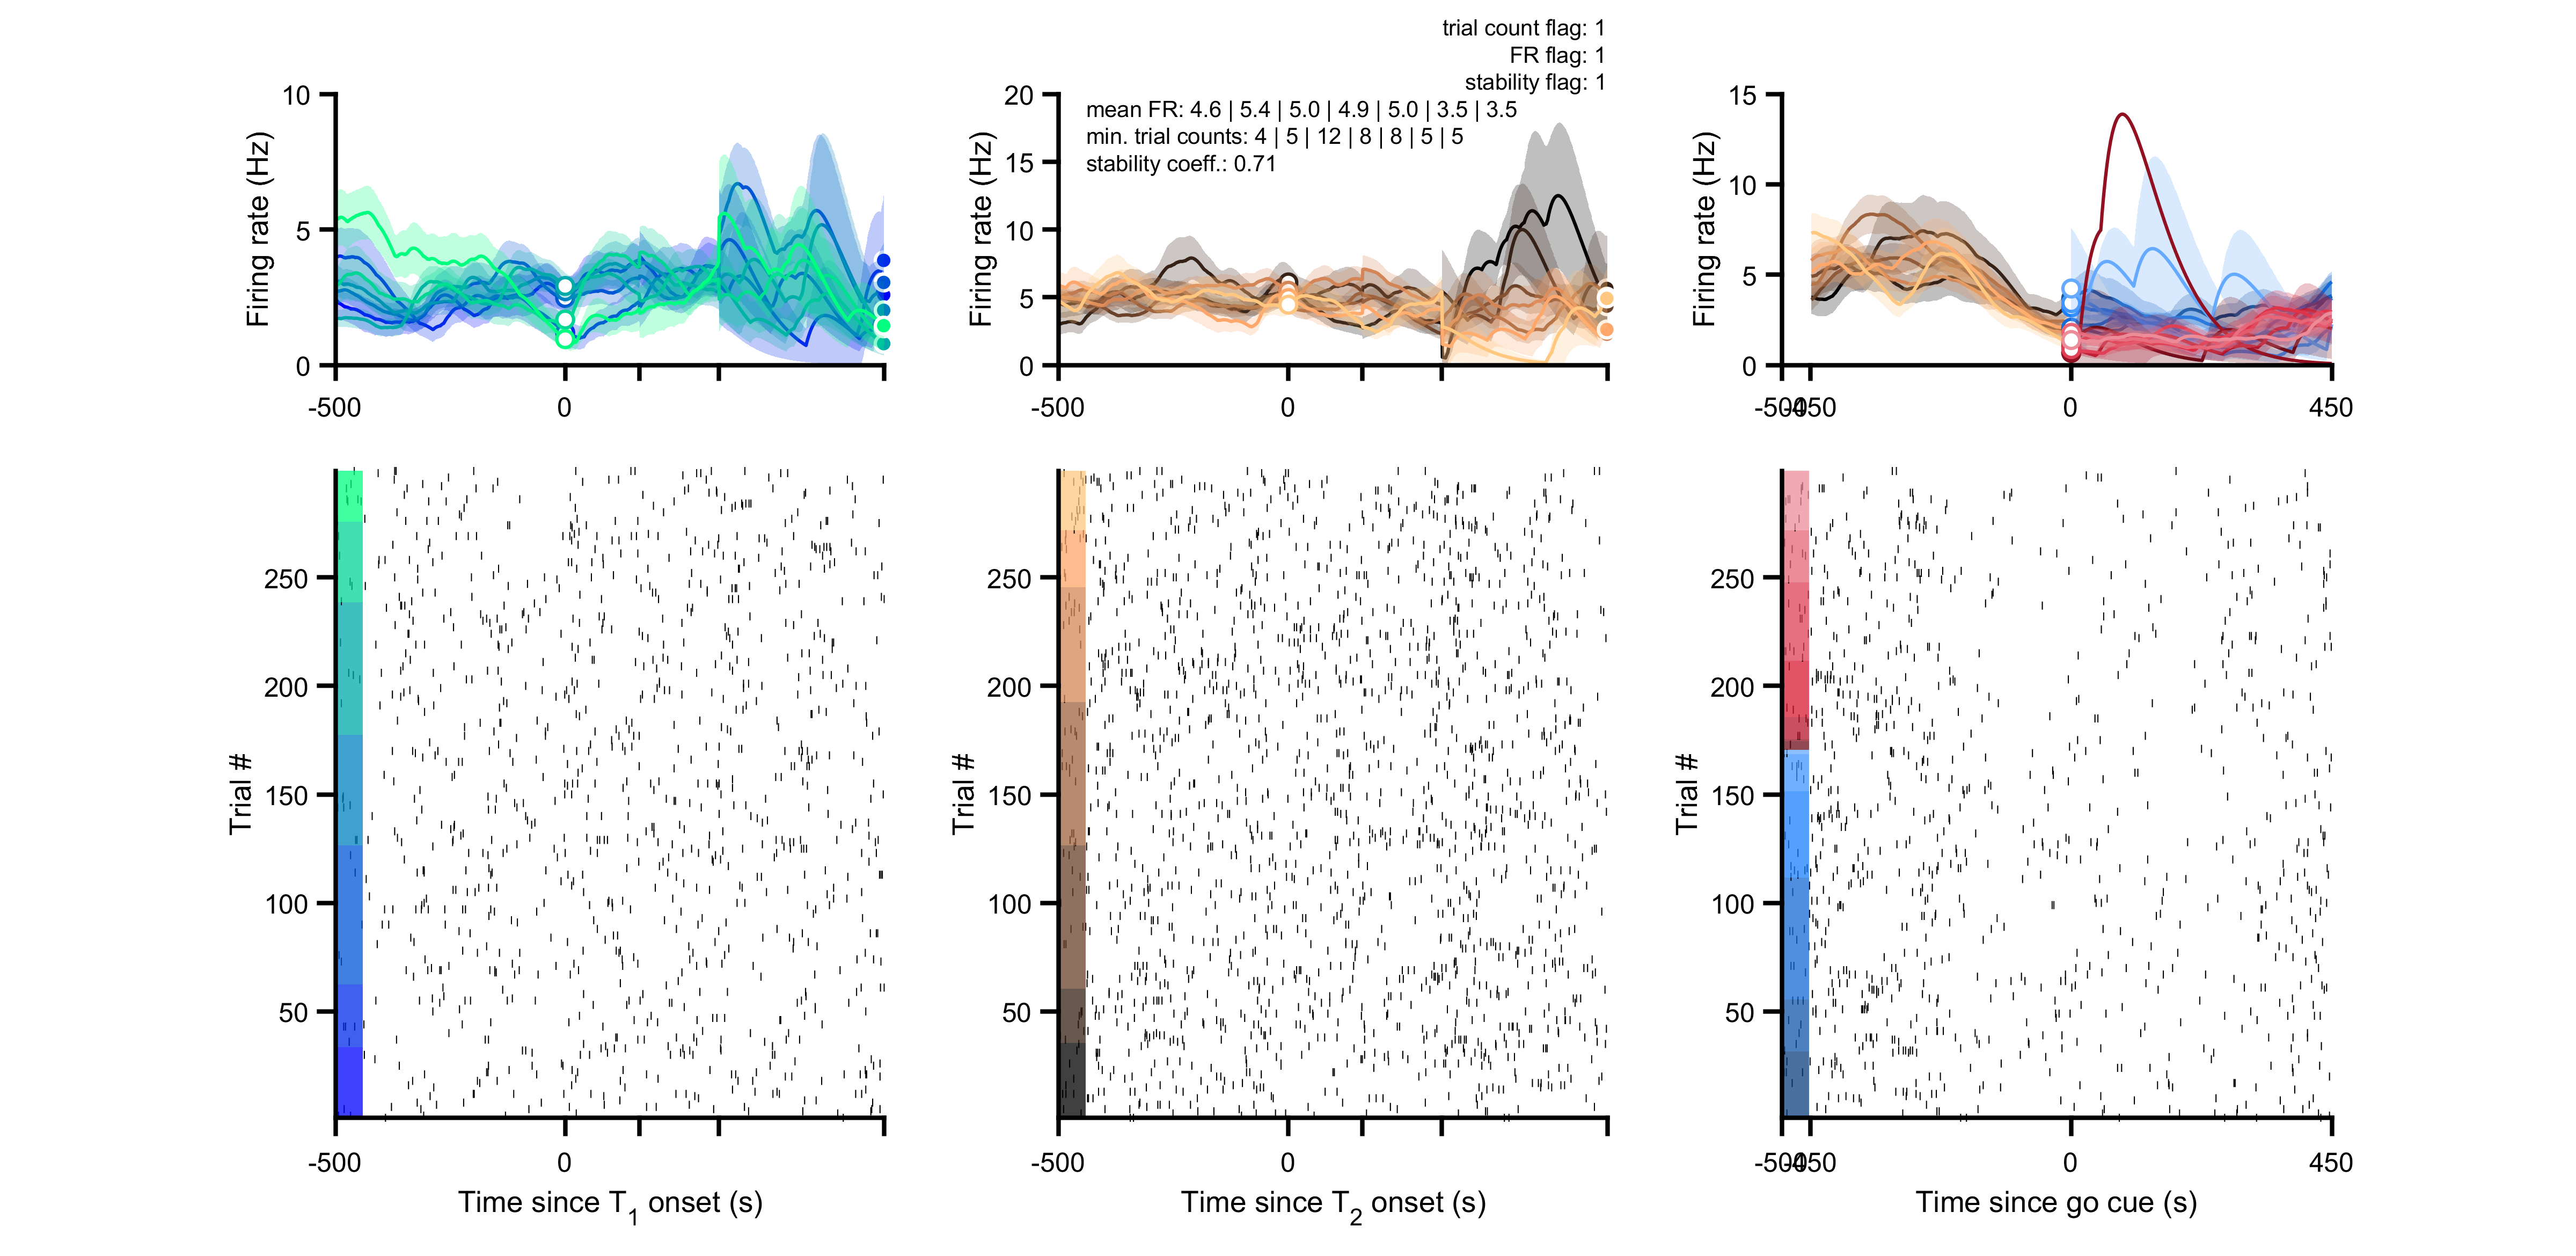 trial count flag: 1
FR flag: 1
stability flag: 1
mean FR: 4.6 | 5.4 | 5.0 | 4.9 | 5.0 | 3.5 | 3.5
min. trial counts: 4 | 5 | 12 | 8 | 8 | 5 | 5
stability coeff.: 0.71
Firing rate (Hz)
10
5
0
-500
0
Firing rate (Hz)
20
15
10
5
0
-500
0
Firing rate (Hz)
15
10
5
0
-500
-450
0
450
Trial #
250
200
150
100
50
-500
0
Time since T1 onset (s)
Trial #
250
200
150
100
50
-500
0
Time since T2 onset (s)
Trial #
250
200
150
100
50
-500
-450
0
450
Time since go cue (s)